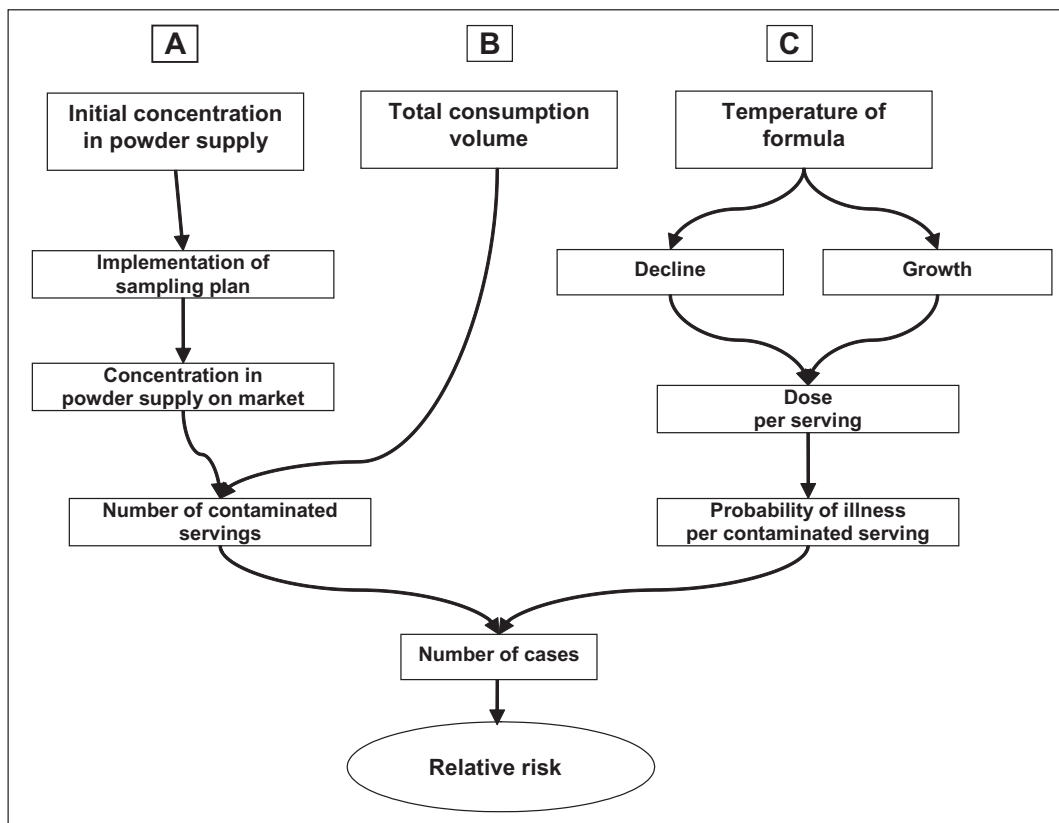 A
B
C
Initial concentration
in powder supply
Total consumption
volume
Temperature of
formula
Implementation of
sampling plan
Decline
Growth
Concentration in
powder supply on market
Dose
per serving
Number of contaminated
servings
Probability of illness
per contaminated serving
Number of cases
Relative risk